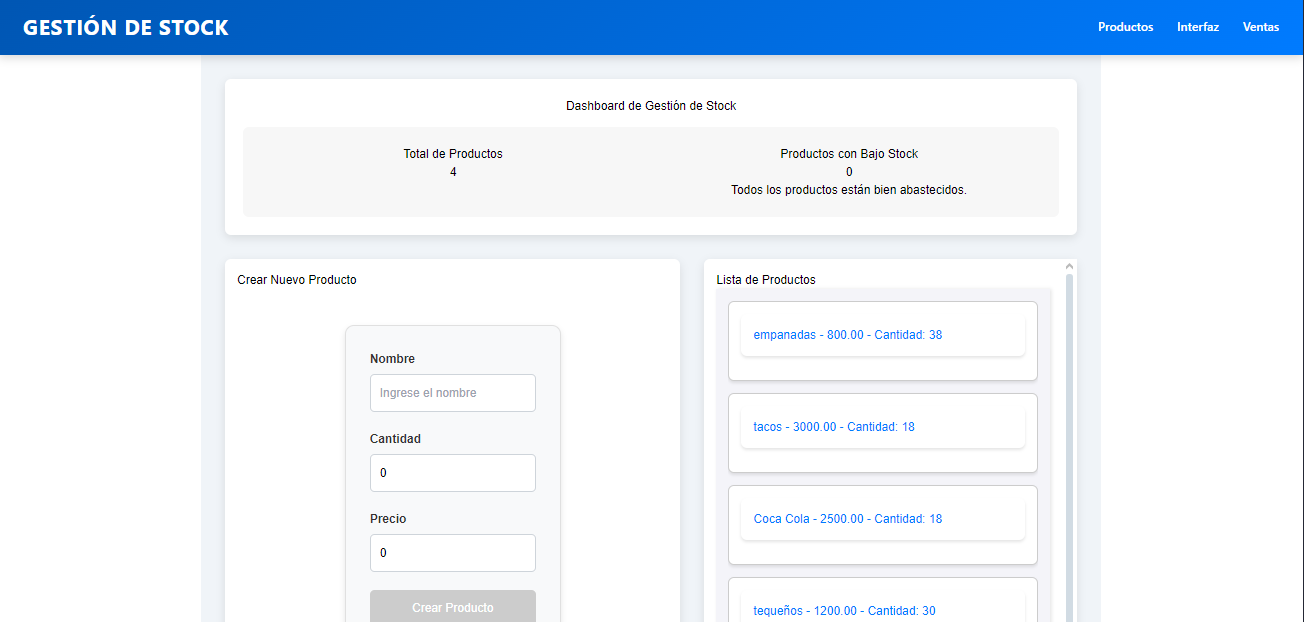 GESTIÓN DE STOCK
Productos Interfaz Ventas
Dashboard de Gestión de Stock
Total de Productos
4
Productos con Bajo Stock
0
Todos los productos están bien abastecidos.
Crear Nuevo Producto
Nombre
Ingrese el nombre
Cantidad
0
Precio
0
Crear Producto
Lista de Productos
empanadas - 800.00 - Cantidad: 38
tacos - 3000.00 - Cantidad: 18
Coca Cola - 2500.00 - Cantidad: 18
tequeños - 1200.00 - Cantidad: 30